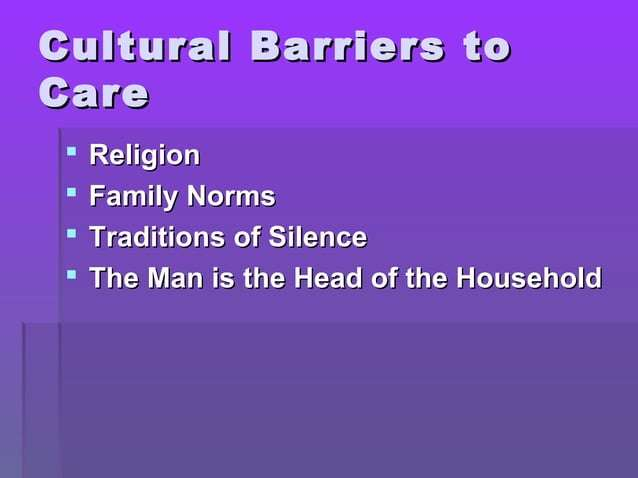 Cultural Barriers to
Care
▪ Religion
▪ Family Norms
▪ Traditions of Silence
▪ The Man is the Head of the Household